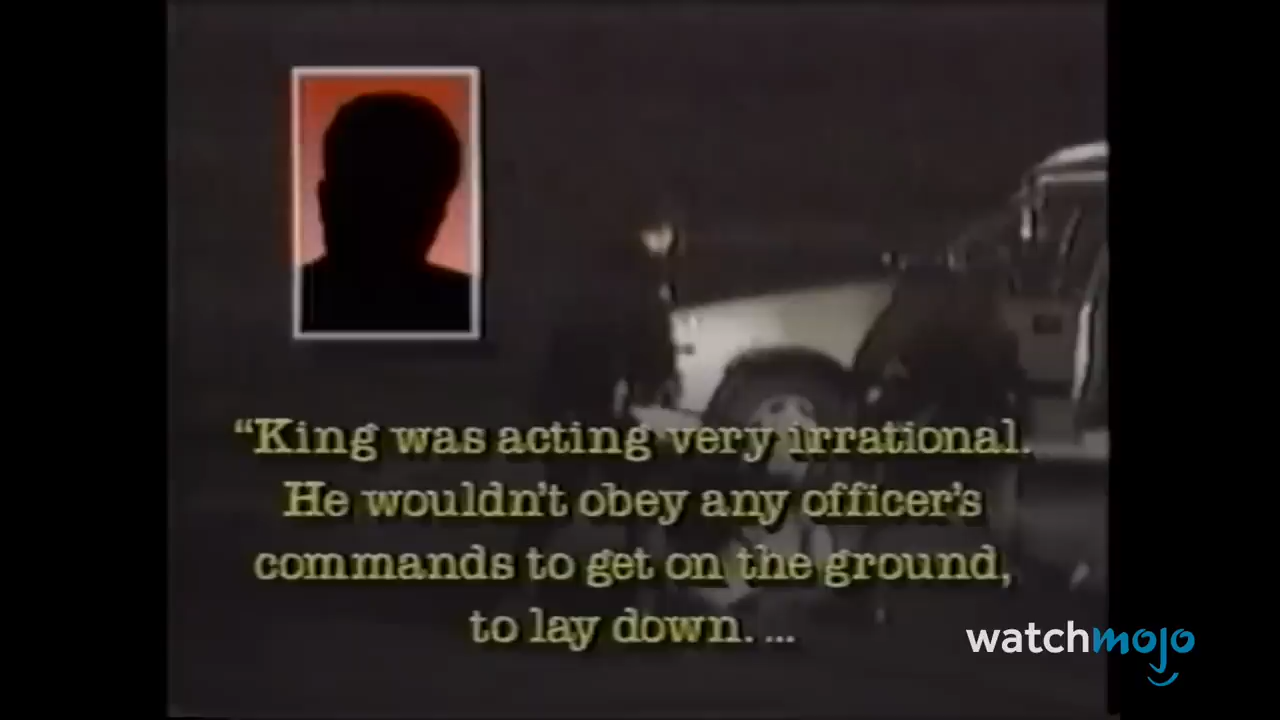 “King was acting very irrational.
He wouldn't obey any officer's
commands to get on the ground,
to lay down. ...
watchmojo